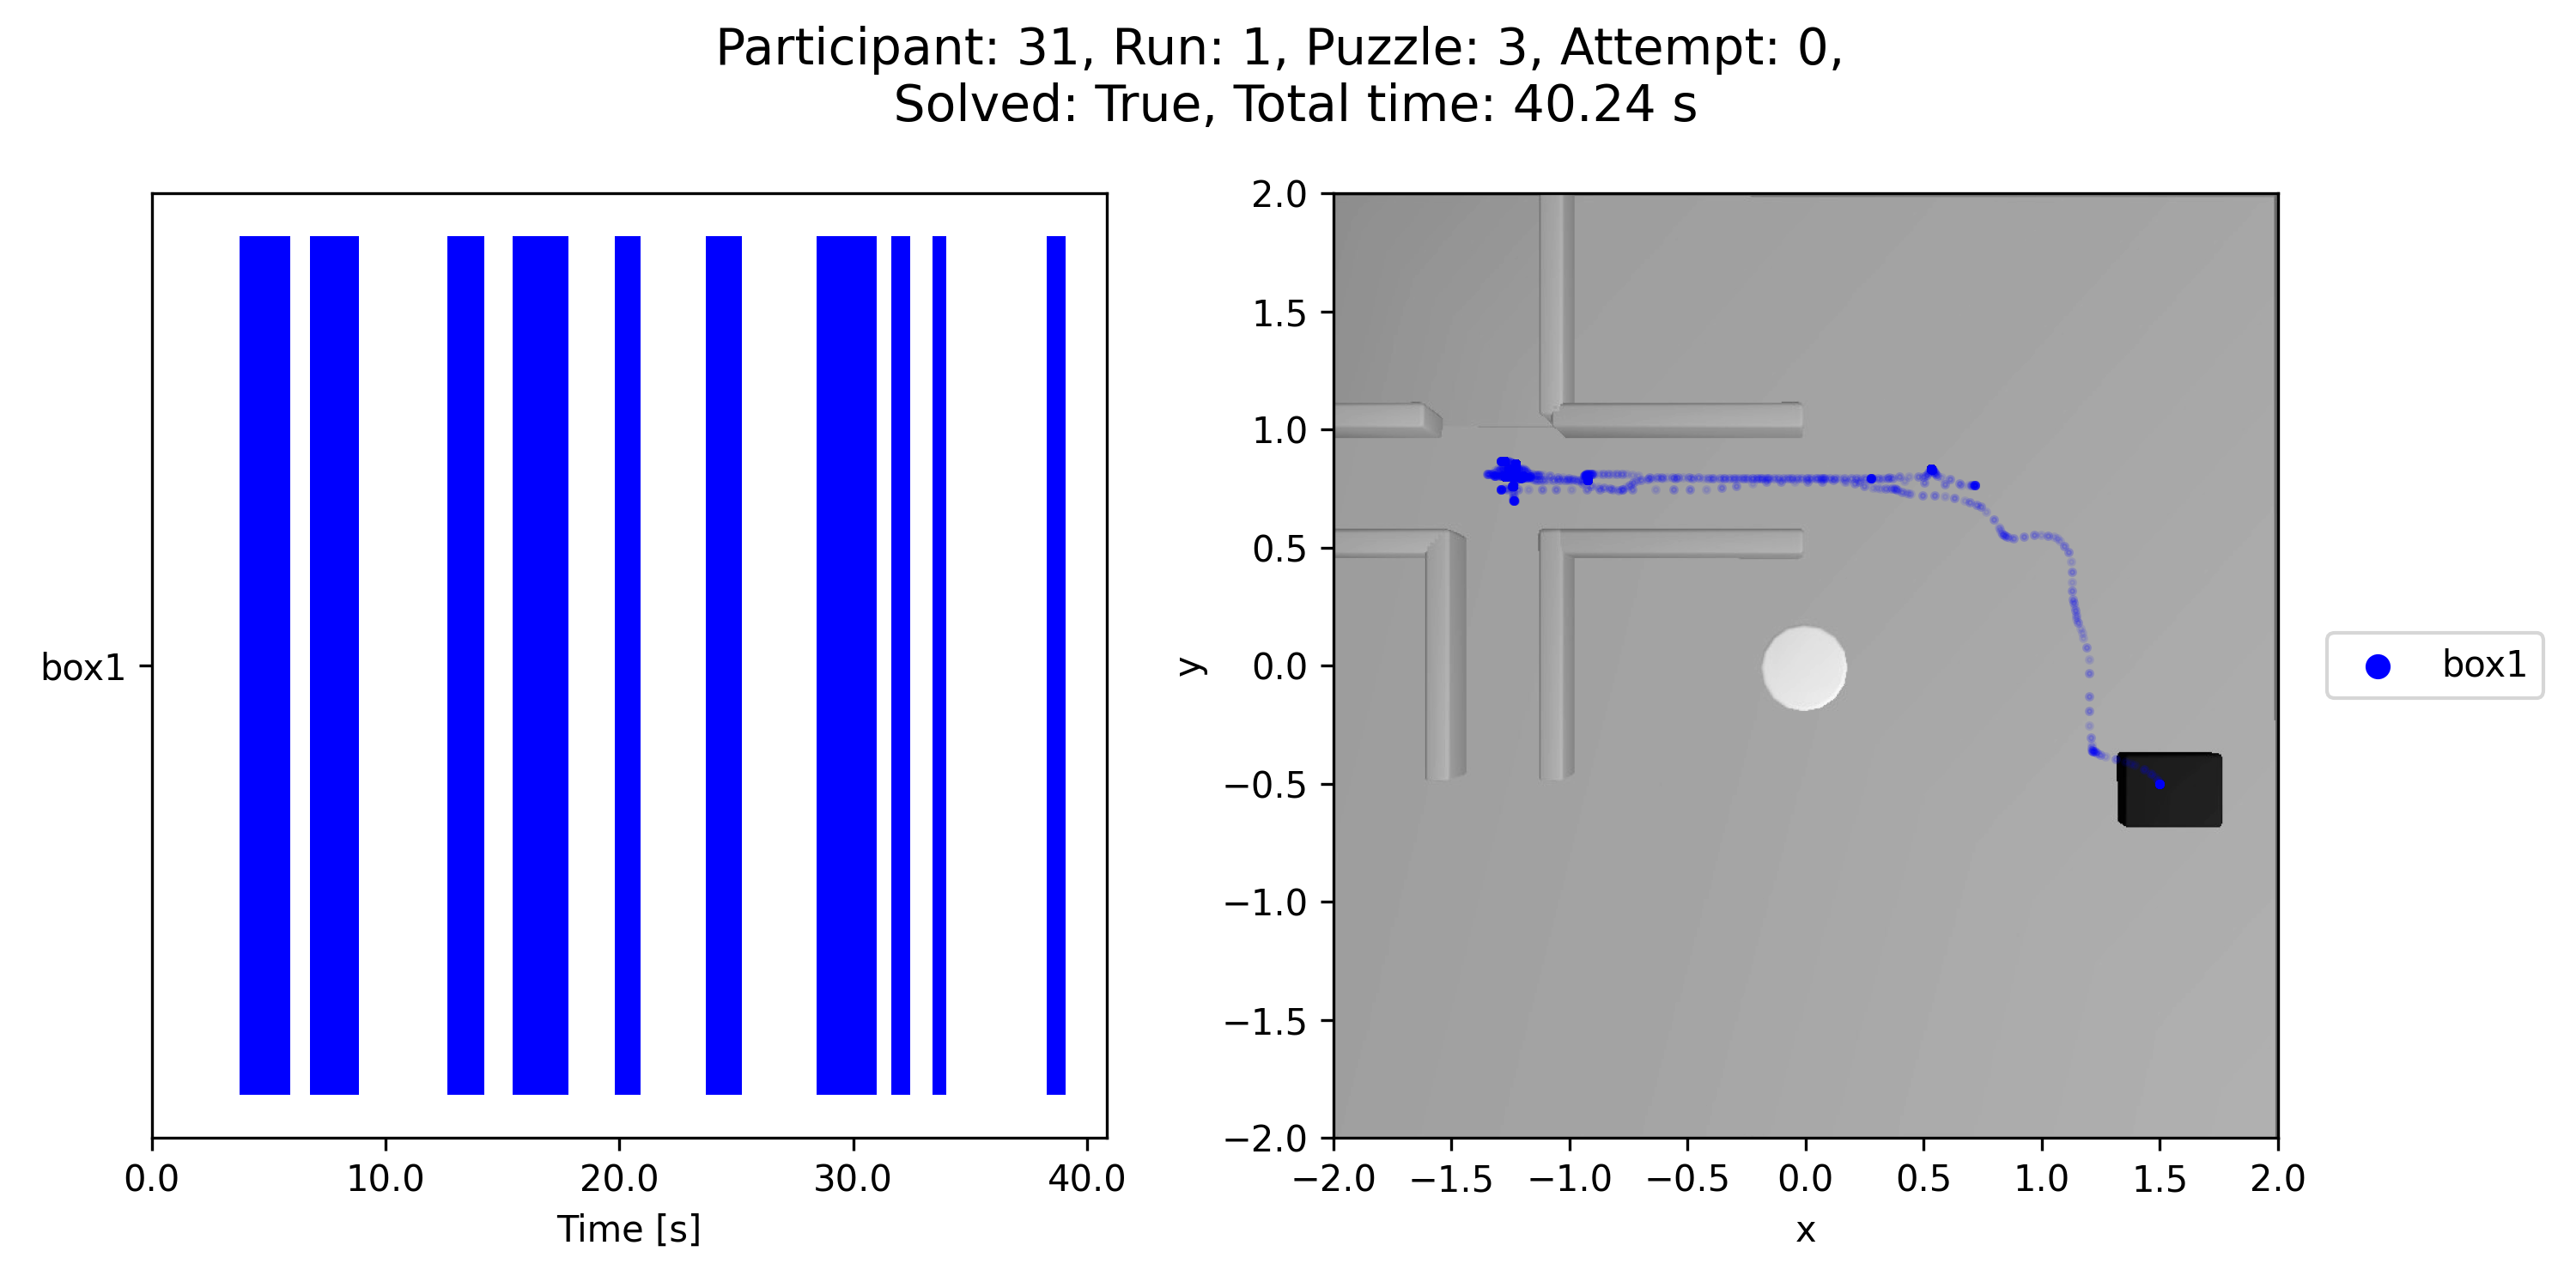 Participant: 31, Run: 1, Puzzle: 3, Attempt: 0,
Solved: True, Total time: 40.24 s
box1
0.0 10.0 20.0 30.0 40.0
Time [s]
2.0
1.5
1.0
0.5
0.0
−0.5
−1.0
−1.5
−2.0
y
−2.0 −1.5 −1.0 −0.5 0.0 0.5 1.0 1.5 2.0
x
box1